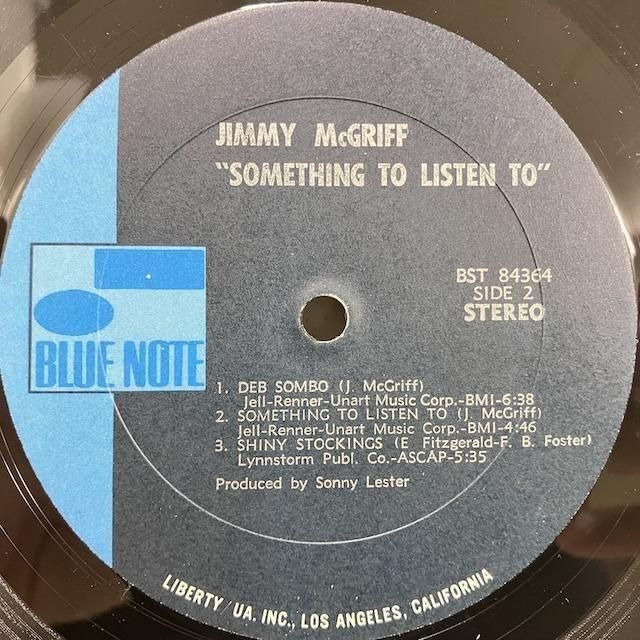 JIMMY McGRIFF
"SOMETHING TO LISTEN TO"
BST 84364
SIDE 2
STEREO
BLUE NOTE
1. DEB SOMBO (J. McGriff)
Jell-Renner-Unart Music Corp.-BMI-6:38
2. SOMETHING TO LISTEN TO (J. McGriff)
Jell-Renner-Unart Music Corp.-BMI-4:46
3. SHINY STOCKINGS (E Fitzgerald-F. B. Foster)
Lynnstorm Publ. Co.-ASCAP-5:35
Produced by Sonny Lester
LIBERTY/UA, INC., LOS ANGELES, CALIFORNIA